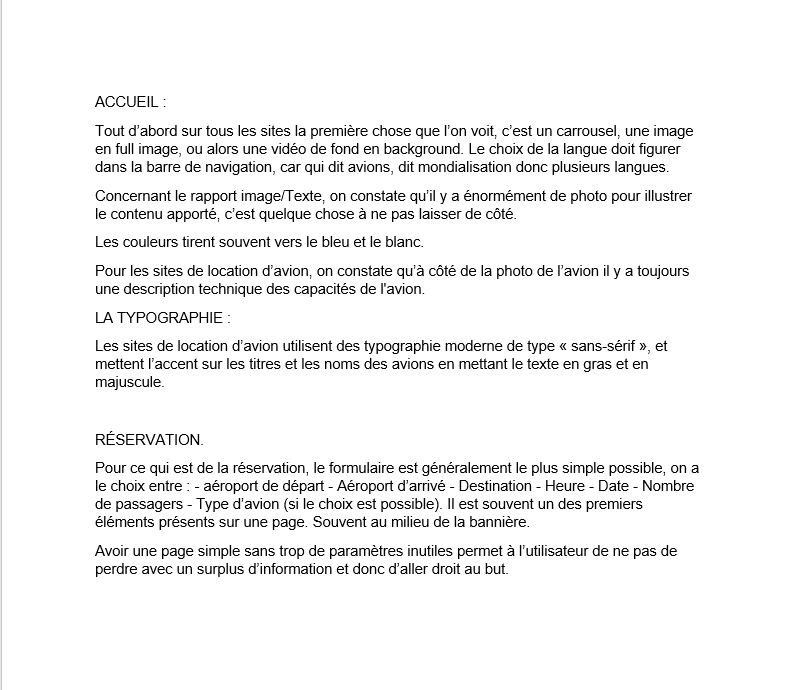 ACCUEIL :
Tout d’abord sur tous les sites la première chose que l’on voit, c’est un carrousel, une image
en full image, ou alors une vidéo de fond en background. Le choix de la langue doit figurer
dans la barre de navigation, car qui dit avions, dit mondialisation donc plusieurs langues.
Concernant le rapport image/Texte, on constate qu’il y a énormément de photo pour illustrer
le contenu apporté, c’est quelque chose à ne pas laisser de côté.
Les couleurs tirent souvent vers le bleu et le blanc.
Pour les sites de location d’avion, on constate qu’à côté de la photo de l’avion il y a toujours
une description technique des capacités de l'avion.
LA TYPOGRAPHIE :
Les sites de location d’avion utilisent des typographie moderne de type « sans-sérif », et
mettent l’accent sur les titres et les noms des avions en mettant le texte en gras et en
majuscule.
RÉSERVATION.
Pour ce qui est de la réservation, le formulaire est généralement le plus simple possible, on a
le choix entre : - aéroport de départ - Aéroport d’arrivé - Destination - Heure - Date - Nombre
de passagers - Type d’avion (si le choix est possible). Il est souvent un des premiers
éléments présents sur une page. Souvent au milieu de la bannière.
Avoir une page simple sans trop de paramètres inutiles permet à l’utilisateur de ne pas de
perdre avec un surplus d’information et donc d’aller droit au but.